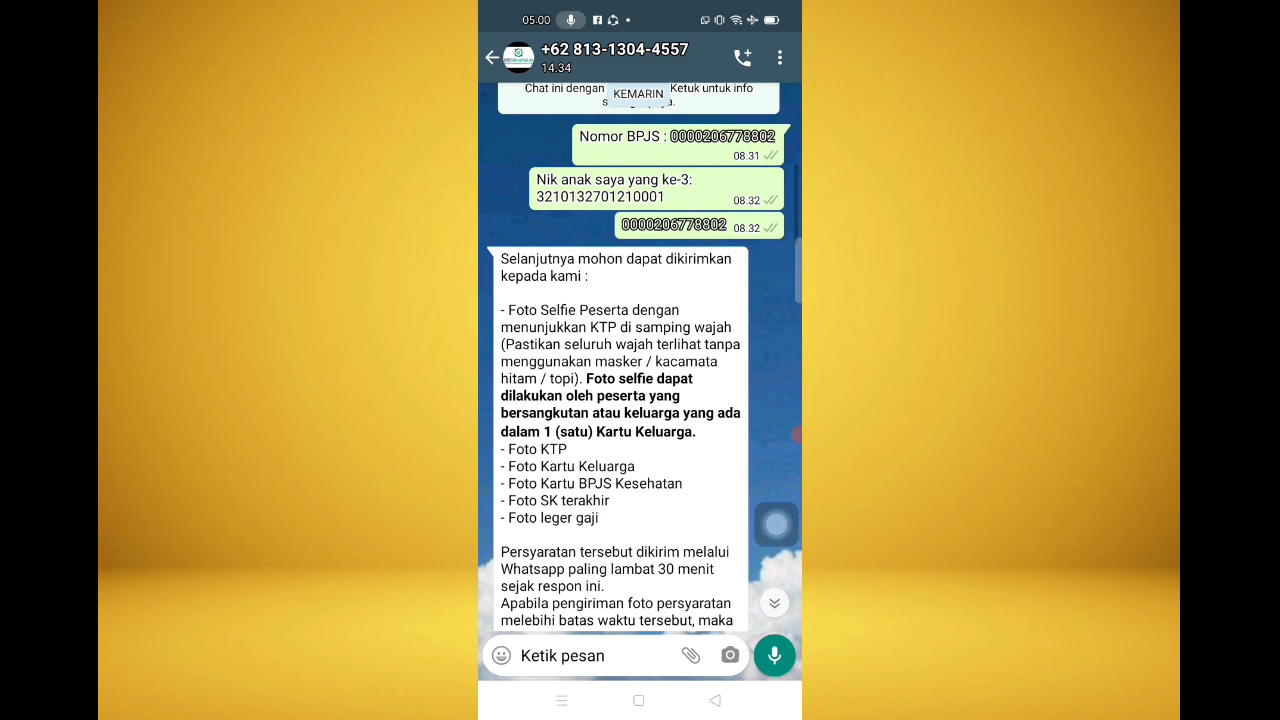 05.00
+62 813-1304-4557
14.34
Chat ini dengan
Ketuk untuk info
KEMARIN
Nomor BPJS : 0000206778802
08.31
Nik anak saya yang ke-3:
3210132701210001
08.32
0000206778802
08.32
Selanjutnya mohon dapat dikirimkan
kepada kami :
- Foto Selfie Peserta dengan
menunjukkan KTP di samping wajah
(Pastikan seluruh wajah terlihat tanpa
menggunakan masker / kacamata
hitam / topi). Foto selfie dapat
dilakukan oleh peserta yang
bersangkutan atau keluarga yang ada
dalam 1 (satu) Kartu Keluarga.
- Foto KTP
- Foto Kartu Keluarga
- Foto Kartu BPJS Kesehatan
- Foto SK terakhir
- Foto leger gaji
Persyaratan tersebut dikirim melalui
Whatsapp paling lambat 30 menit
sejak respon ini.
Apabila pengiriman foto persyaratan
melebihi batas waktu tersebut, maka
Ketik pesan